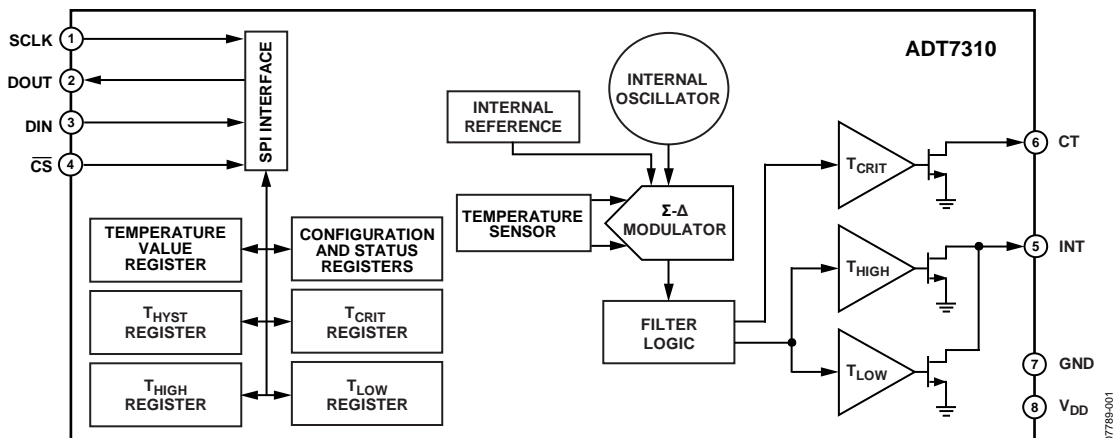 ADT7310
SCLK 1
DOUT 2
DIN 3
CS 4
SPI INTERFACE
INTERNAL
REFERENCE
INTERNAL
OSCILLATOR
TEMPERATURE
SENSOR
Σ-Δ
MODULATOR
FILTER
LOGIC
TEMPERATURE
VALUE
REGISTER
CONFIGURATION
AND STATUS
REGISTERS
THYST
REGISTER
TCRIT
REGISTER
THIGH
REGISTER
TLOW
REGISTER
TCRIT
THIGH
TLOW
6 CT
5 INT
7 GND
8 VDD
07789-001